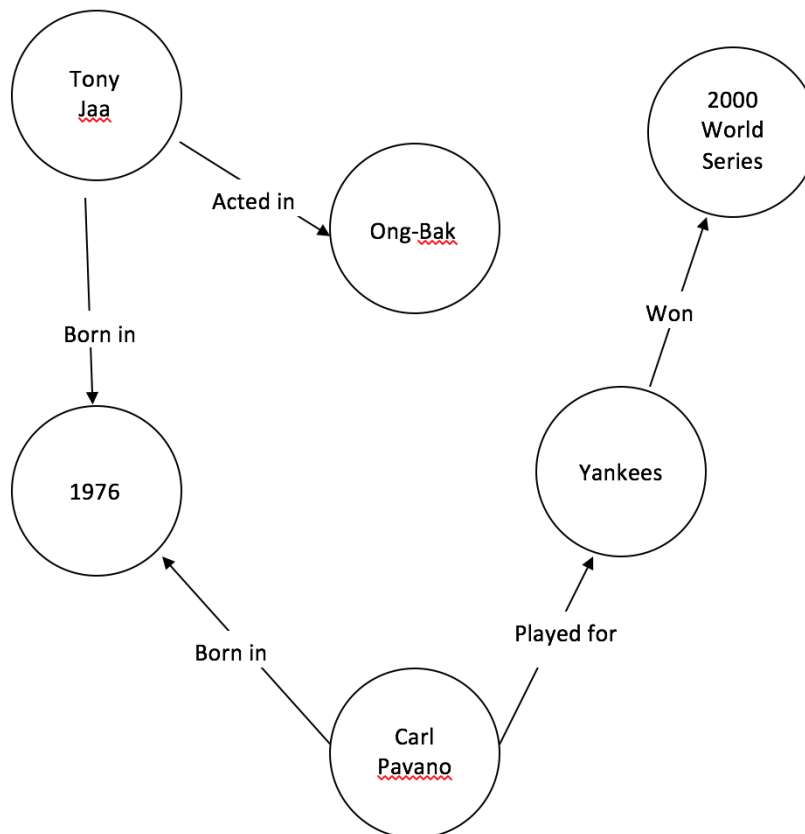 Tony
Jaa
2000
World
Series
Acted in
Ong-Bak
Won
Born in
Yankees
1976
Played for
Born in
Carl
Pavano